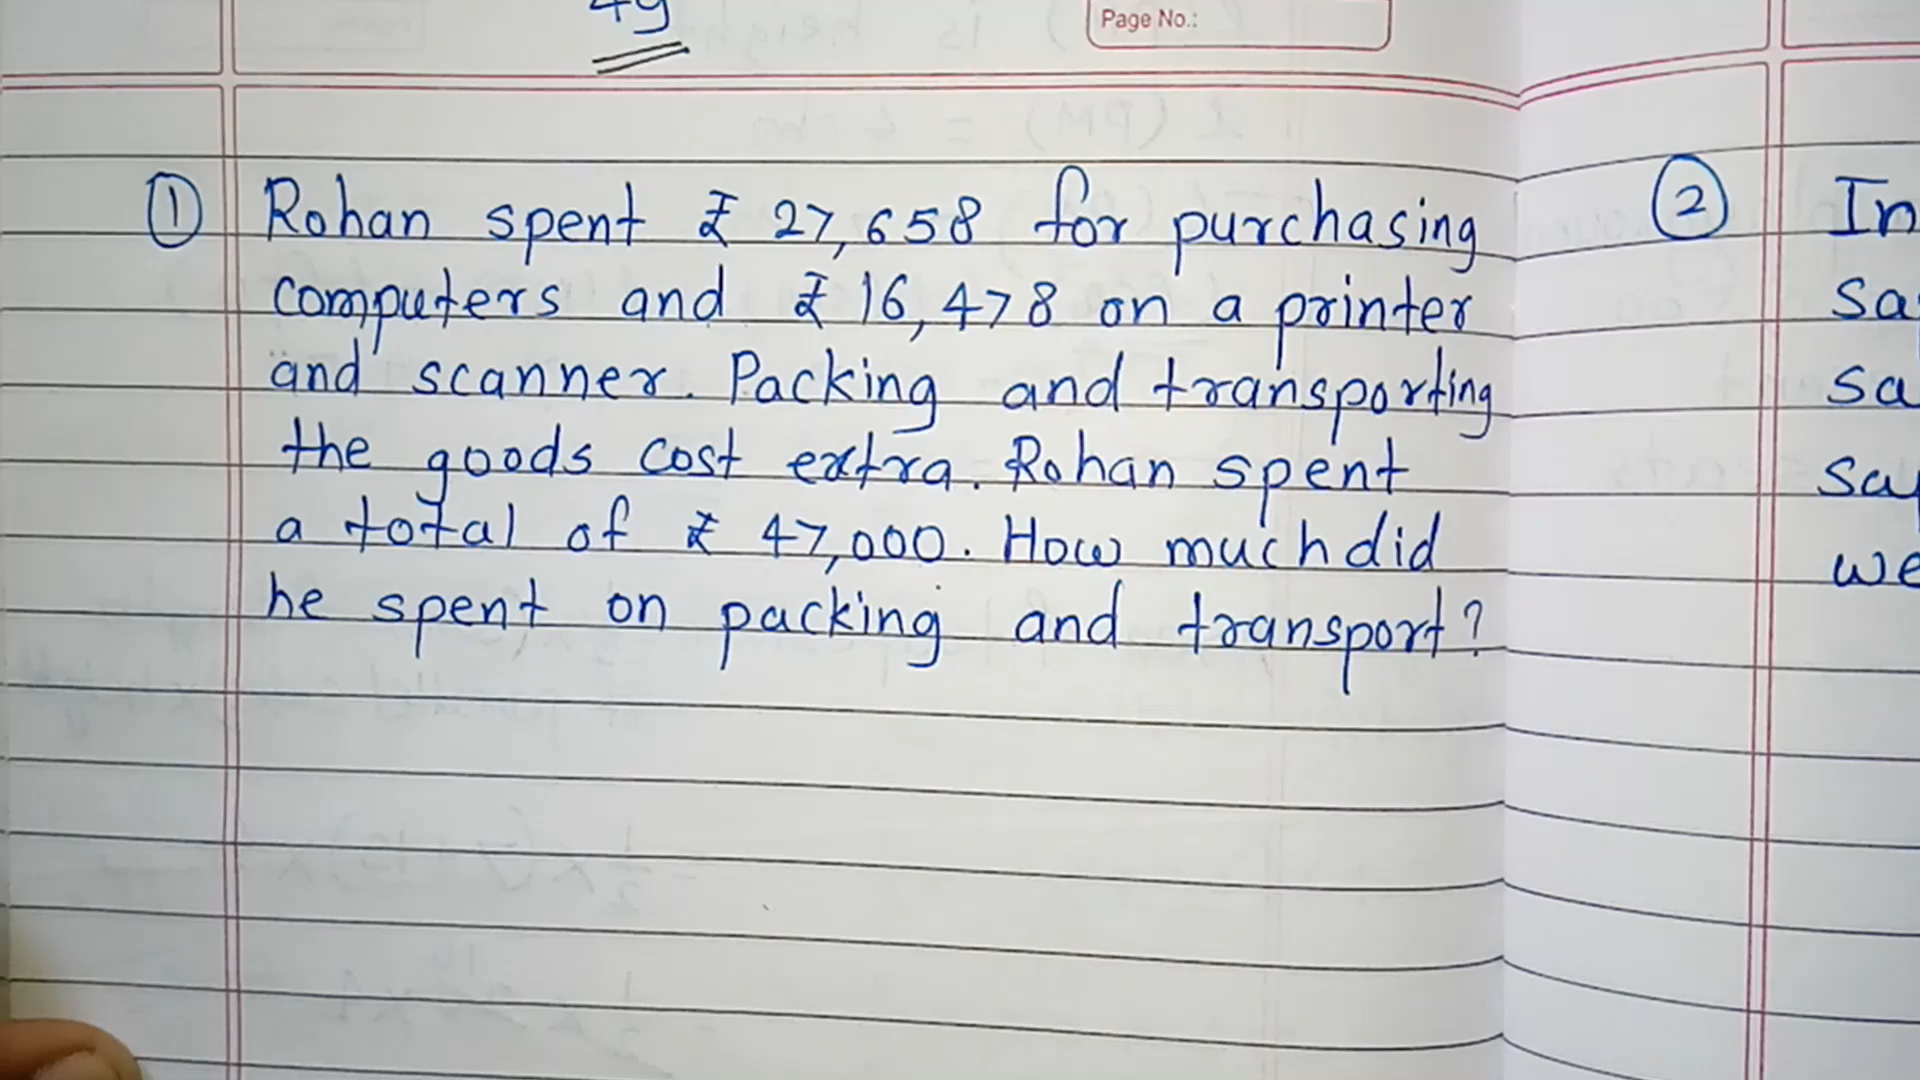 49
Page No.:
① Rohan spent ₹ 27,658 for purchasing
computers and ₹ 16,478 on a printer
and scanner. Packing and transporting
the goods cost extra. Rohan spent
a total of ₹ 47,000. How much did
he spent on packing and transport?
② In
sa
sa
sa
we